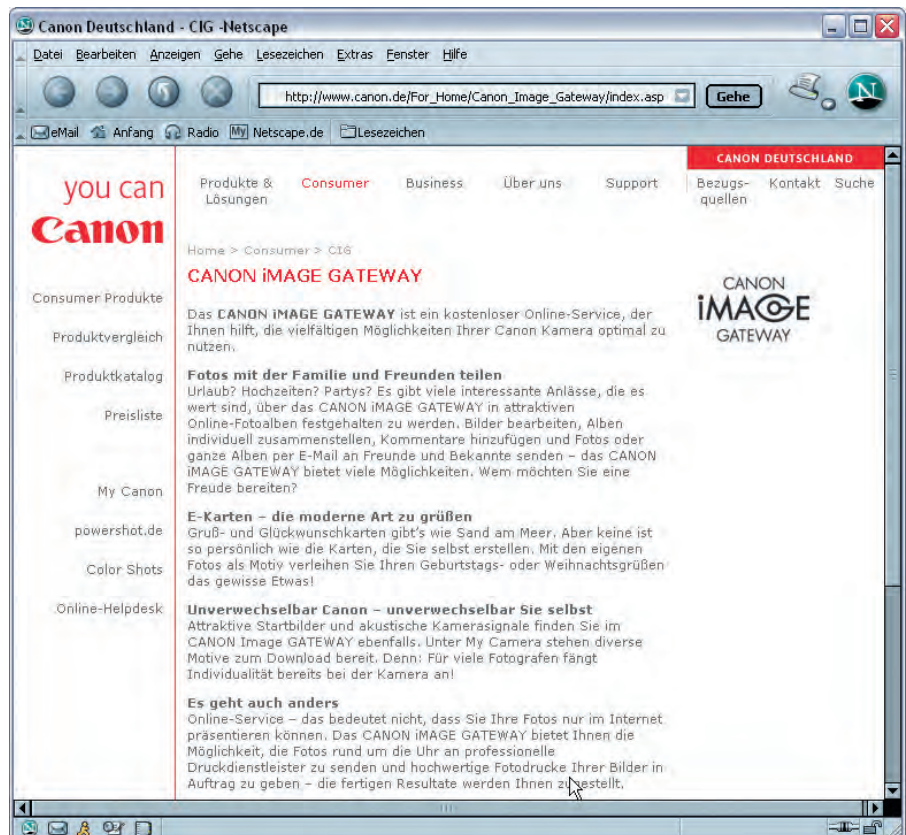 Canon Deutschland - CIG -Netscape
Datei Bearbeiten Anzeigen Gehe Lesezeichen Extras Fenster Hilfe
http://www.canon.de/For_Home/Canon_Image_Gateway/index.asp Gehe N
eMail Anfang Radio My Netscape.de Lesezeichen
CANON DEUTSCHLAND
you can
Canon
Produkte & Lösungen
Consumer
Business
Über uns
Support
Bezugs-
quellen
Kontakt
Suche
Home > Consumer > CIG
CANON iMAGE GATEWAY
CANON
iMAGE
GATEWAY
Consumer Produkte
Produktvergleich
Produktkatalog
Preisliste
My Canon
powershot.de
Color Shots
Online-Helpdesk
Das CANON iMAGE GATEWAY ist ein kostenloser Online-Service, der
Ihnen hilft, die vielfältigen Möglichkeiten Ihrer Canon Kamera optimal zu
nutzen.
Fotos mit der Familie und Freunden teilen
Urlaub? Hochzeiten? Partys? Es gibt viele interessante Anlässe, die es
wert sind, über das CANON iMAGE GATEWAY in attraktiven
Online-Fotoalben festgehalten zu werden. Bilder bearbeiten, Alben
individuell zusammenstellen, Kommentare hinzufügen und Fotos oder
ganze Alben per E-Mail an Freunde und Bekannte senden – das CANON
iMAGE GATEWAY bietet viele Möglichkeiten. Wem möchten Sie eine
Freude bereiten?
E-Karten – die moderne Art zu grüßen
Gruß- und Glückwunschkarten gibt's wie Sand am Meer. Aber keine ist
so persönlich wie die Karten, die Sie selbst erstellen. Mit den eigenen
Fotos als Motiv verleihen Sie Ihren Geburtstags- oder Weihnachtsgrüßen
das gewisse Etwas!
Unverwechselbar Canon – unverwechselbar Sie selbst
Attraktive Startbilder und akustische Kamerasignale finden Sie im
CANON Image GATEWAY ebenfalls. Unter My Camera stehen diverse
Motive zum Download bereit. Denn: Für viele Fotografen fängt
Individualität bereits bei der Kamera an!
Es geht auch anders
Online-Service – das bedeutet nicht, dass Sie Ihre Fotos nur im Internet
präsentieren können. Das CANON iMAGE GATEWAY bietet Ihnen die
Möglichkeit, die Fotos rund um die Uhr an professionelle
Druckdienstleister zu senden und hochwertige Fotodrucke Ihrer Bilder in
Auftrag zu geben – die fertigen Resultate werden Ihnen zugestellt.